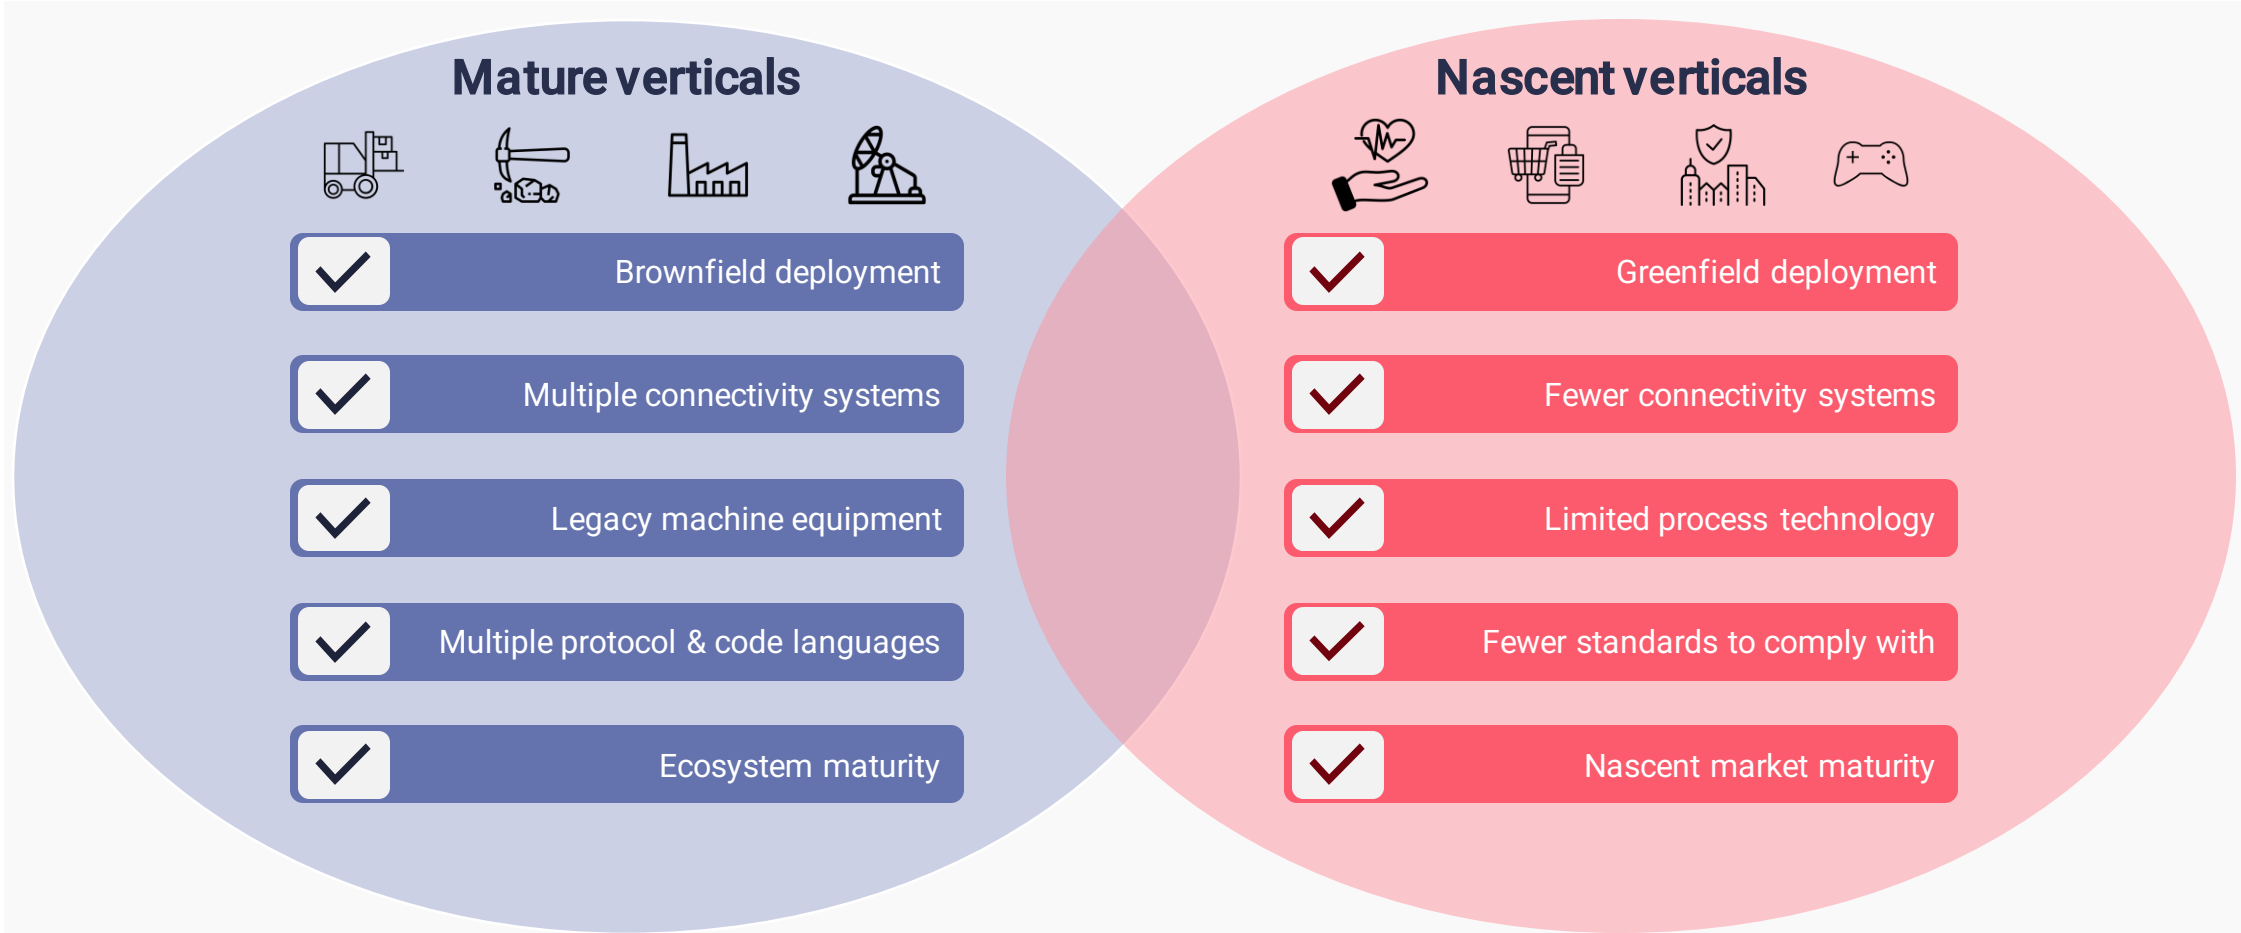 Mature verticals
Brownfield deployment
Multiple connectivity systems
Legacy machine equipment
Multiple protocol & code languages
Ecosystem maturity
Nascent verticals
Greenfield deployment
Fewer connectivity systems
Limited process technology
Fewer standards to comply with
Nascent market maturity